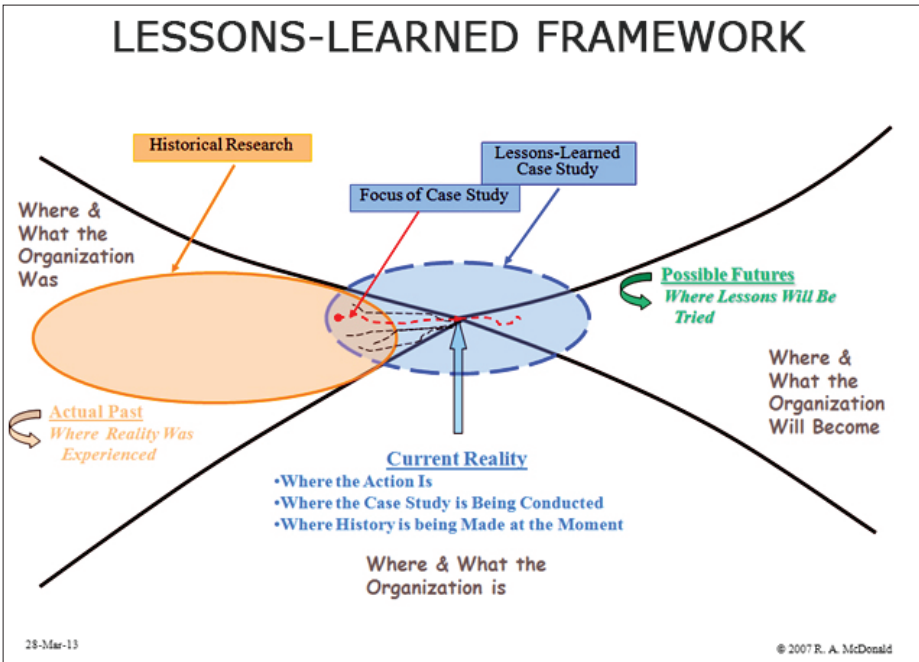 LESSONS-LEARNED FRAMEWORK
Historical Research
Lessons-Learned
Case Study
Focus of Case Study
Where &
What the
Organization
Was
Possible Futures
Where Lessons Will Be
Tried
Where &
What the
Organization
Will Become
Actual Past
Where Reality Was
Experienced
Current Reality
•Where the Action Is
•Where the Case Study is Being Conducted
•Where History is being Made at the Moment
Where & What the
Organization is
28-Mar-13
© 2007 R. A. McDonald